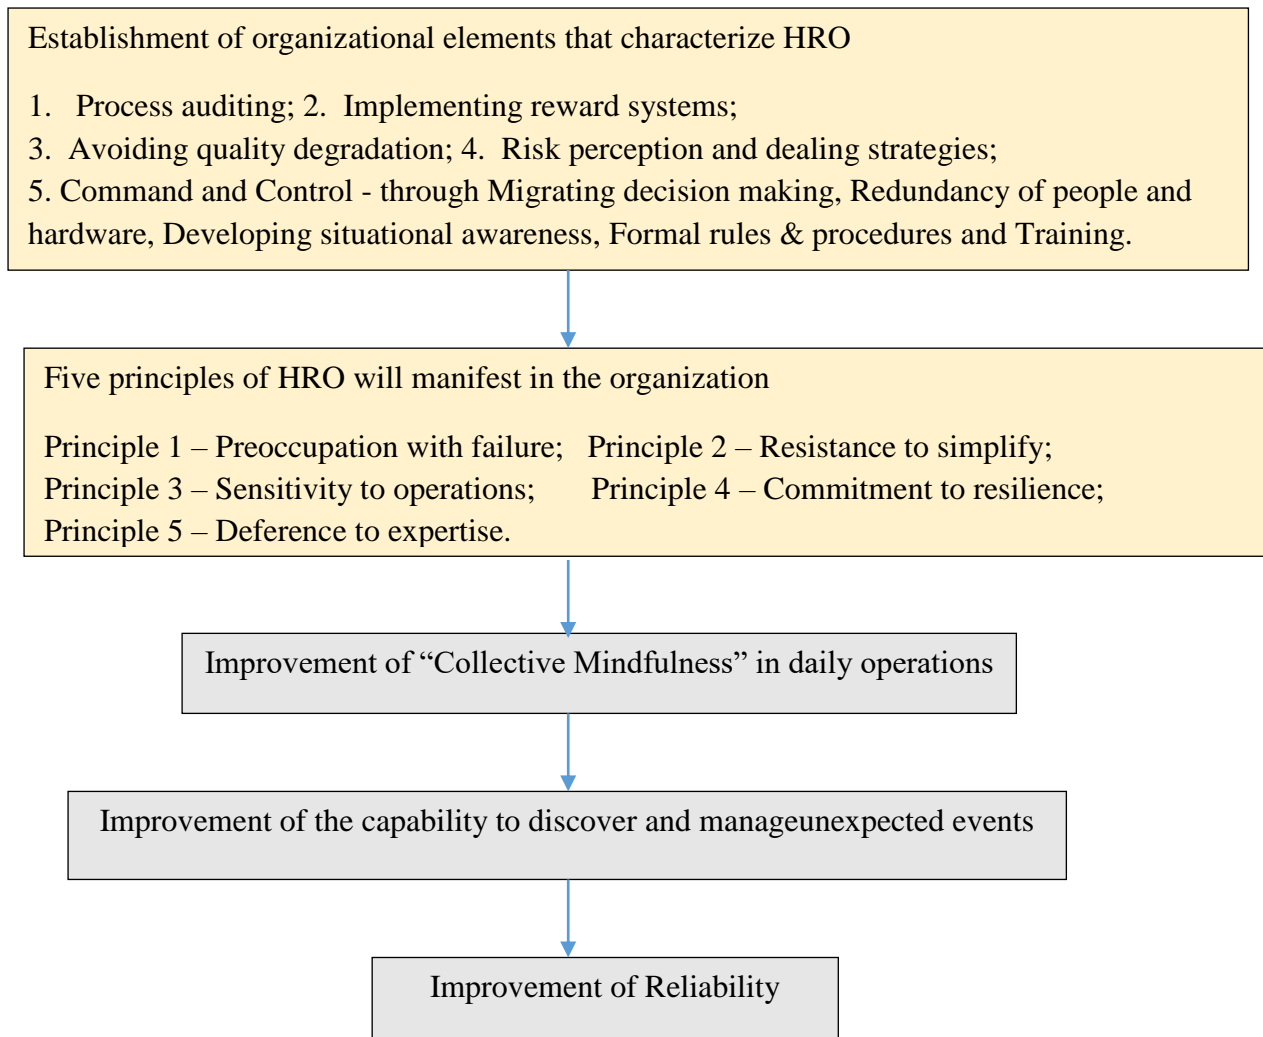 Establishment of organizational elements that characterize HRO
1. Process auditing; 2. Implementing reward systems;
3. Avoiding quality degradation; 4. Risk perception and dealing strategies;
5. Command and Control - through Migrating decision making, Redundancy of people and
hardware, Developing situational awareness, Formal rules & procedures and Training.
Five principles of HRO will manifest in the organization
Principle 1 – Preoccupation with failure; Principle 2 – Resistance to simplify;
Principle 3 – Sensitivity to operations; Principle 4 – Commitment to resilience;
Principle 5 – Deference to expertise.
Improvement of “Collective Mindfulness” in daily operations
Improvement of the capability to discover and manageunexpected events
Improvement of Reliability